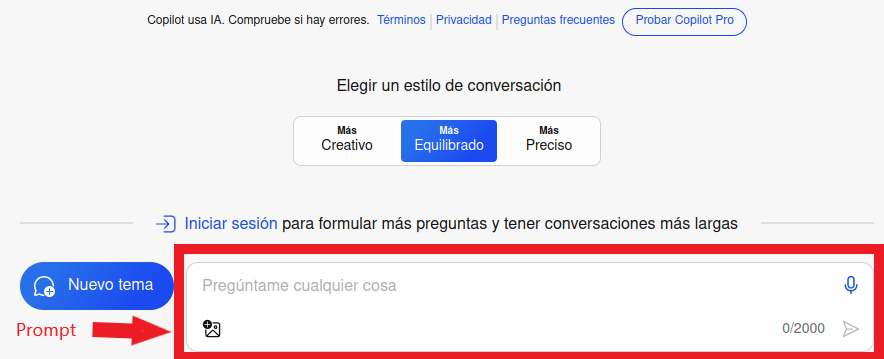 Copilot usa IA. Compruebe si hay errores. Términos | Privacidad | Preguntas frecuentes Probar Copilot Pro
Elegir un estilo de conversación
Más Más Más
Creativo Equilibrado Preciso
Iniciar sesión para formular más preguntas y tener conversaciones más largas
Nuevo tema Pregúntame cualquier cosa
Prompt 0/2000